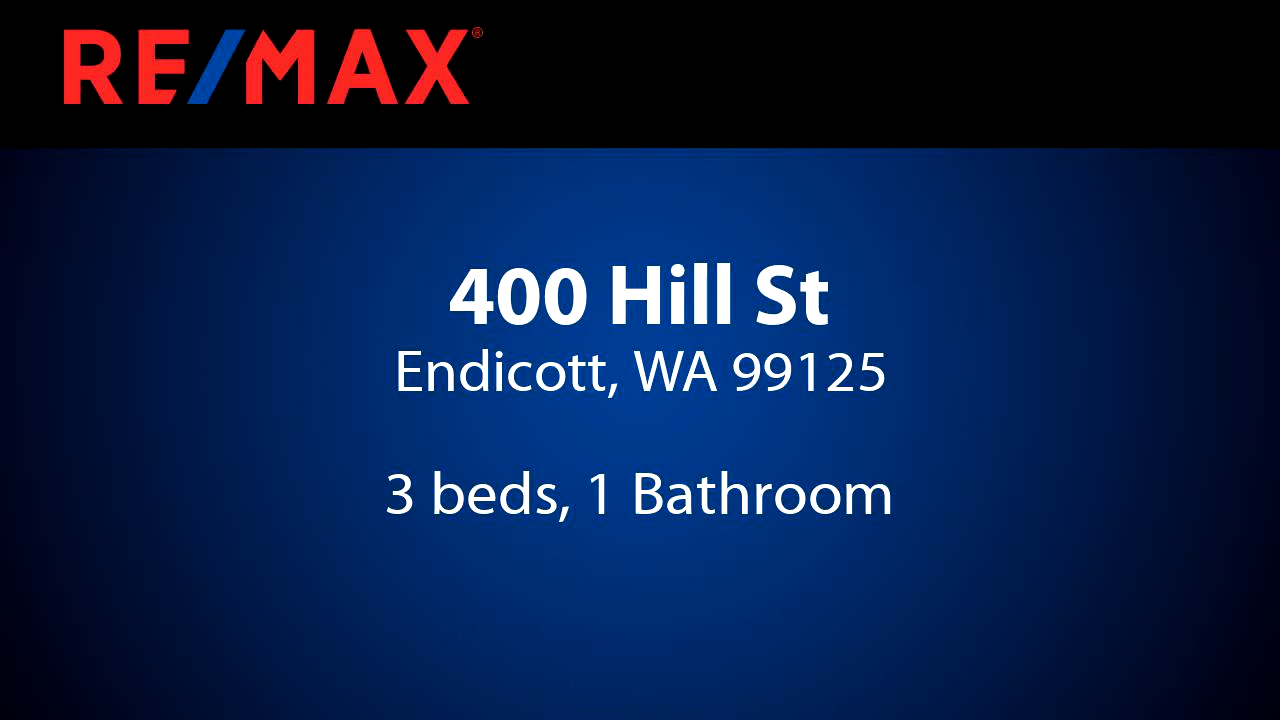 RE/MAX®
400 Hill St
Endicott, WA 99125
3 beds, 1 Bathroom